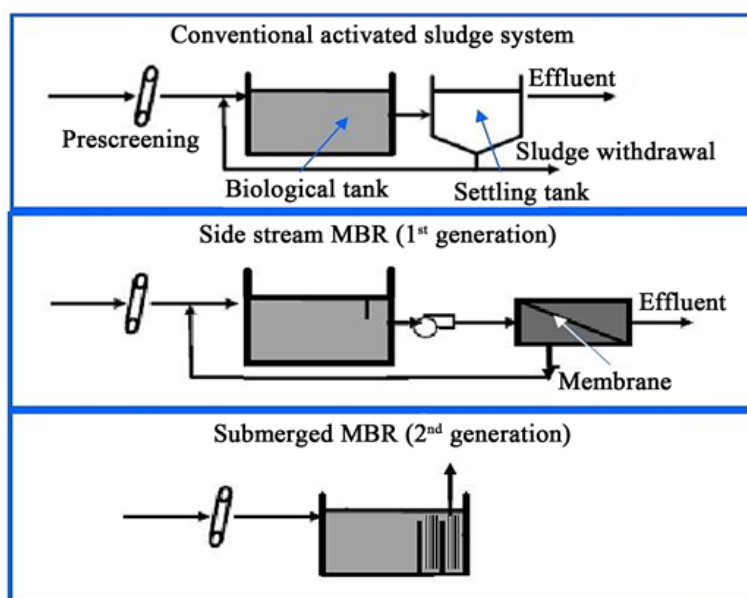 Conventional activated sludge system
Effluent
Prescreening
Sludge withdrawal
Biological tank
Settling tank
Side stream MBR (1st generation)
Effluent
Membrane
Submerged MBR (2nd generation)